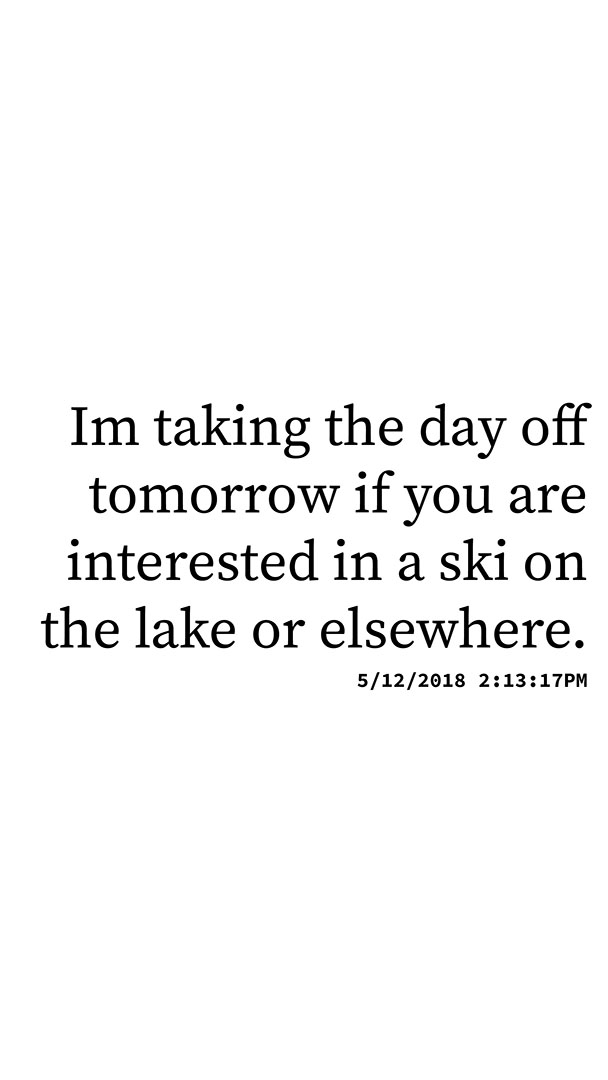 Im taking the day off
tomorrow if you are
interested in a ski on
the lake or elsewhere.
5/12/2018 2:13:17PM